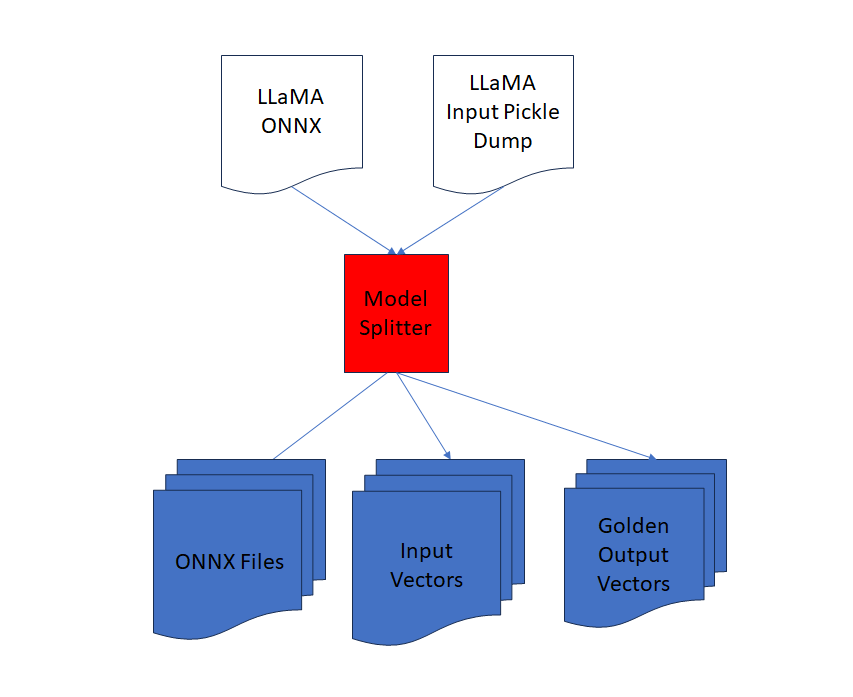 LLaMA
ONNX
LLaMA
Input Pickle
Dump
Model
Splitter
ONNX Files
Input
Vectors
Golden
Output
Vectors